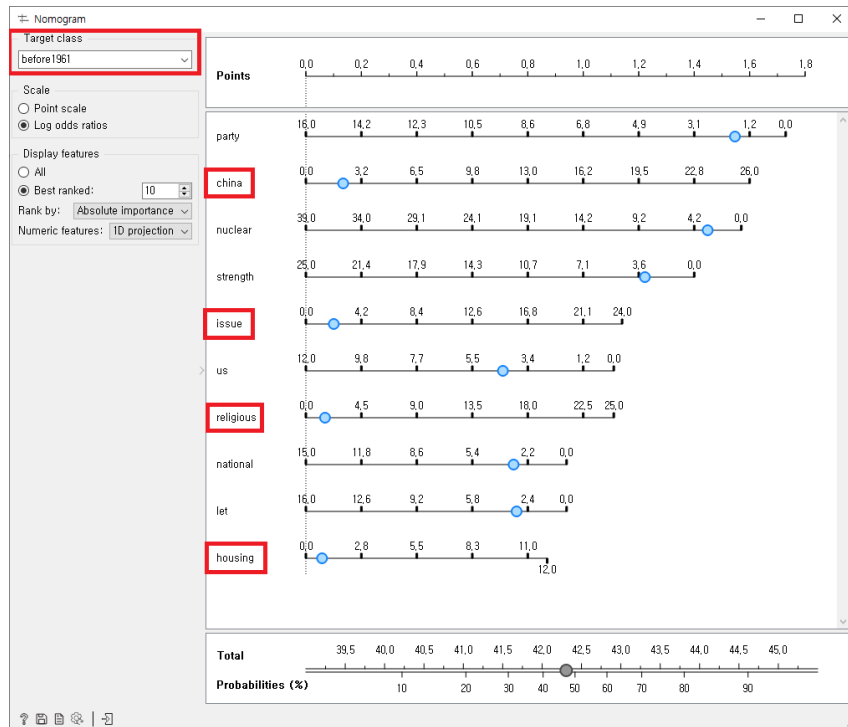 Nomogram
Target class
before1961
Scale
Point scale
Log odds ratios
Display features
All
Best ranked: 10
Rank by: Absolute importance
Numeric features: 1D projection
Points 0,0 0,2 0,4 0,6 0,8 1,0 1,2 1,4 1,6 1,8
party 16,0 14,2 12,3 10,5 8,6 6,8 4,9 3,1 1,2 0,0
china 0,0 3,2 6,5 9,8 13,0 16,2 19,5 22,8 26,0
nuclear 39,0 34,0 29,1 24,1 19,1 14,2 9,2 4,2 0,0
strength 25,0 21,4 17,9 14,3 10,7 7,1 3,6 0,0
issue 0,0 4,2 8,4 12,6 16,8 21,1 24,0
us 12,0 9,8 7,7 5,5 3,4 1,2 0,0
religious 0,0 4,5 9,0 13,5 18,0 22,5 25,0
national 15,0 11,8 8,6 5,4 2,2 0,0
let 16,0 12,6 9,2 5,8 2,4 0,0
housing 0,0 2,8 5,5 8,3 11,0
12,0
Total 39,5 40,0 40,5 41,0 41,5 42,0 42,5 43,0 43,5 44,0 44,5 45,0
Probabilities (%) 10 20 30 40 50 60 70 80 90